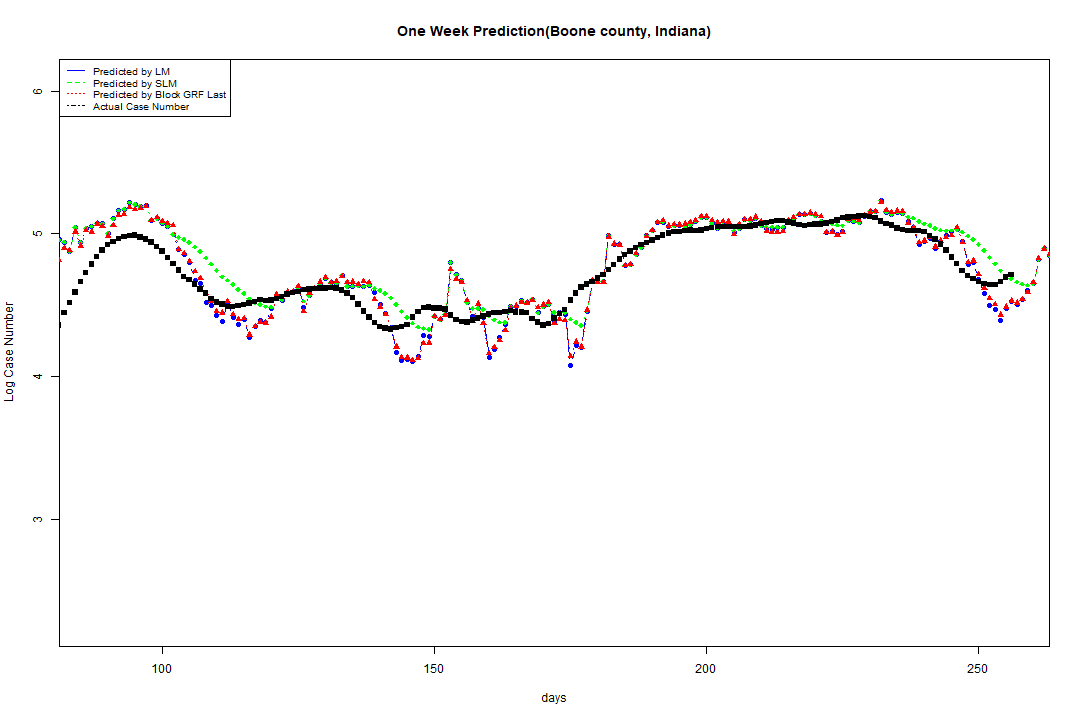 One Week Prediction(Boone county, Indiana)
Predicted by LM
Predicted by SLM
Predicted by Block GRF Last
Actual Case Number
6
5
4
3
Log Case Number
100 150 200 250
days